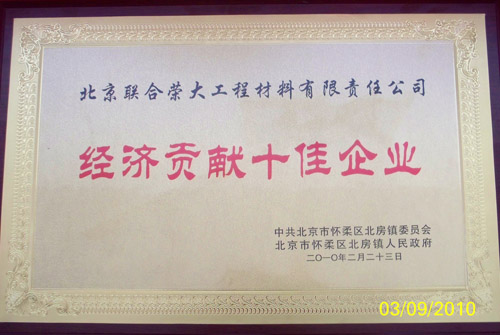 北京联合荣大工程材料有限责任公司
经济贡献十佳企业
中共北京市怀柔区北房镇委员会
北京市怀柔区北房镇人民政府
二〇一〇年二月二十三日
03/09/2010